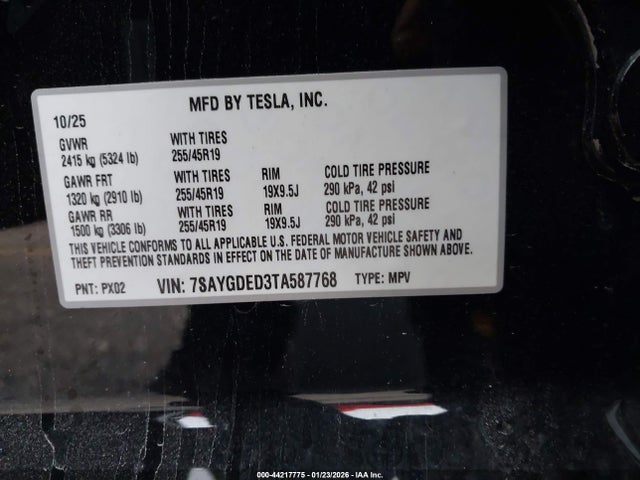 MFD BY TESLA, INC.
10/25
GVWR WITH TIRES
2415 kg (5324 lb) 255/45R19
GAWR FRT WITH TIRES RIM COLD TIRE PRESSURE
1320 kg (2910 lb) 255/45R19 19X9.5J 290 kPa, 42 psi
GAWR RR WITH TIRES RIM COLD TIRE PRESSURE
1500 kg (3306 lb) 255/45R19 19X9.5J 290 kPa, 42 psi
THIS VEHICLE CONFORMS TO ALL APPLICABLE U.S. FEDERAL MOTOR VEHICLE SAFETY AND
THEFT PREVENTION STANDARDS IN EFFECT ON THE DATE OF MANUFACTURE SHOWN ABOVE.
PNT: PX02 VIN: 7SAYGDED3TA587768 TYPE: MPV
000-44217775 - 01/23/2026 - IAA Inc.